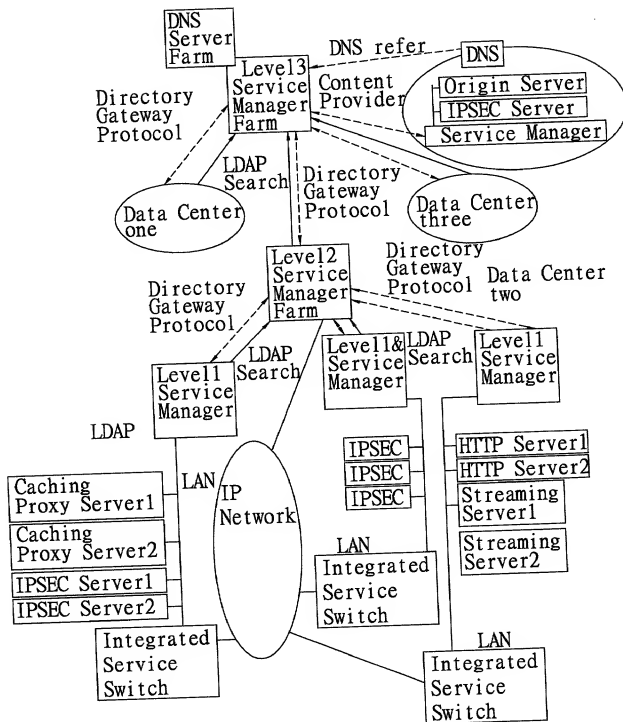 DNS
Server
Farm
DNS refer
DNS
Level3
Service
Manager
Farm
Content
Provider
Origin Server
IPSEC Server
Service Manager
Directory
Gateway
Protocol
LDAP
Search
Directory
Gateway
Protocol
Data Center
one
Data Center
three
Level2
Service
Manager
Farm
Directory
Gateway
Protocol
Data Center
two
Directory
Gateway
Protocol
LDAP
Search
Level1&
Service
Manager
LDAP
Search
Level1
Service
Manager
Level1
Service
Manager
LDAP
LAN
IP
Network
IPSEC
IPSEC
IPSEC
HTTP Server1
HTTP Server2
Streaming
Server1
Streaming
Server2
Caching
Proxy Server1
Caching
Proxy Server2
IPSEC Server1
IPSEC Server2
LAN
Integrated
Service
Switch
Integrated
Service
Switch
LAN
Integrated
Service
Switch